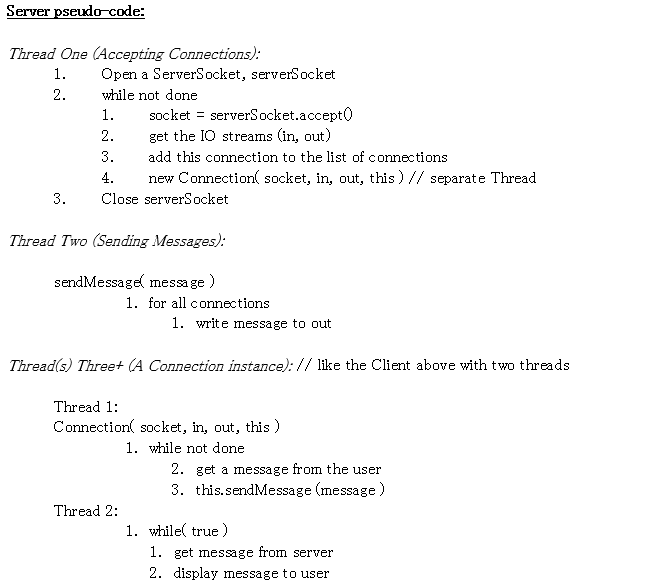 Server pseudo-code:
Thread One (Accepting Connections):
1. Open a ServerSocket, serverSocket
2. while not done
1. socket = serverSocket.accept()
2. get the IO streams (in, out)
3. add this connection to the list of connections
4. new Connection( socket, in, out, this ) // separate Thread
3. Close serverSocket
Thread Two (Sending Messages):
sendMessage( message )
1. for all connections
1. write message to out
Thread(s) Three+ (A Connection instance): // like the Client above with two threads
Thread 1:
Connection( socket, in, out, this )
1. while not done
2. get a message from the user
3. this.sendMessage (message )
Thread 2:
1. while( true )
1. get message from server
2. display message to user